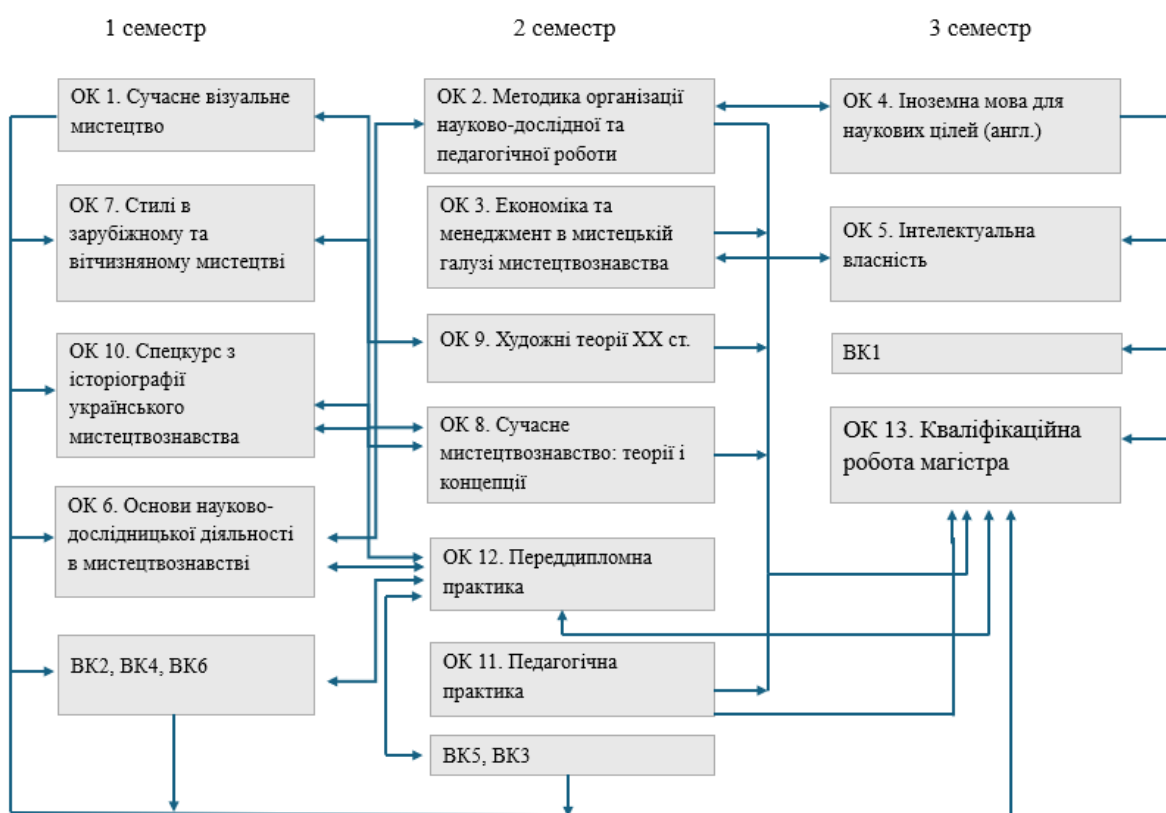 1 семестр
2 семестр
3 семестр
ОК 1. Сучасне візуальне
мистецтво
ОК 7. Стилі в
зарубіжному та
вітчизняному мистецтві
ОК 10. Спецкурс з
історіографії
українського
мистецтвознавства
ОК 6. Основи науково-
дослідницької діяльності
в мистецтвознавстві
ВК2, ВК4, ВК6
ОК 2. Методика організації
науково-дослідної та
педагогічної роботи
ОК 3. Економіка та
менеджмент в мистецькій
галузі мистецтвознавства
ОК 9. Художні теорії ХХ ст.
ОК 8. Сучасне
мистецтвознавство: теорії і
концепції
ОК 12. Переддипломна
практика
ОК 11. Педагогічна
практика
ВК5, ВК3
ОК 4. Іноземна мова для
наукових цілей (англ.)
ОК 5. Інтелектуальна
власність
ВК1
ОК 13. Кваліфікаційна
робота магістра